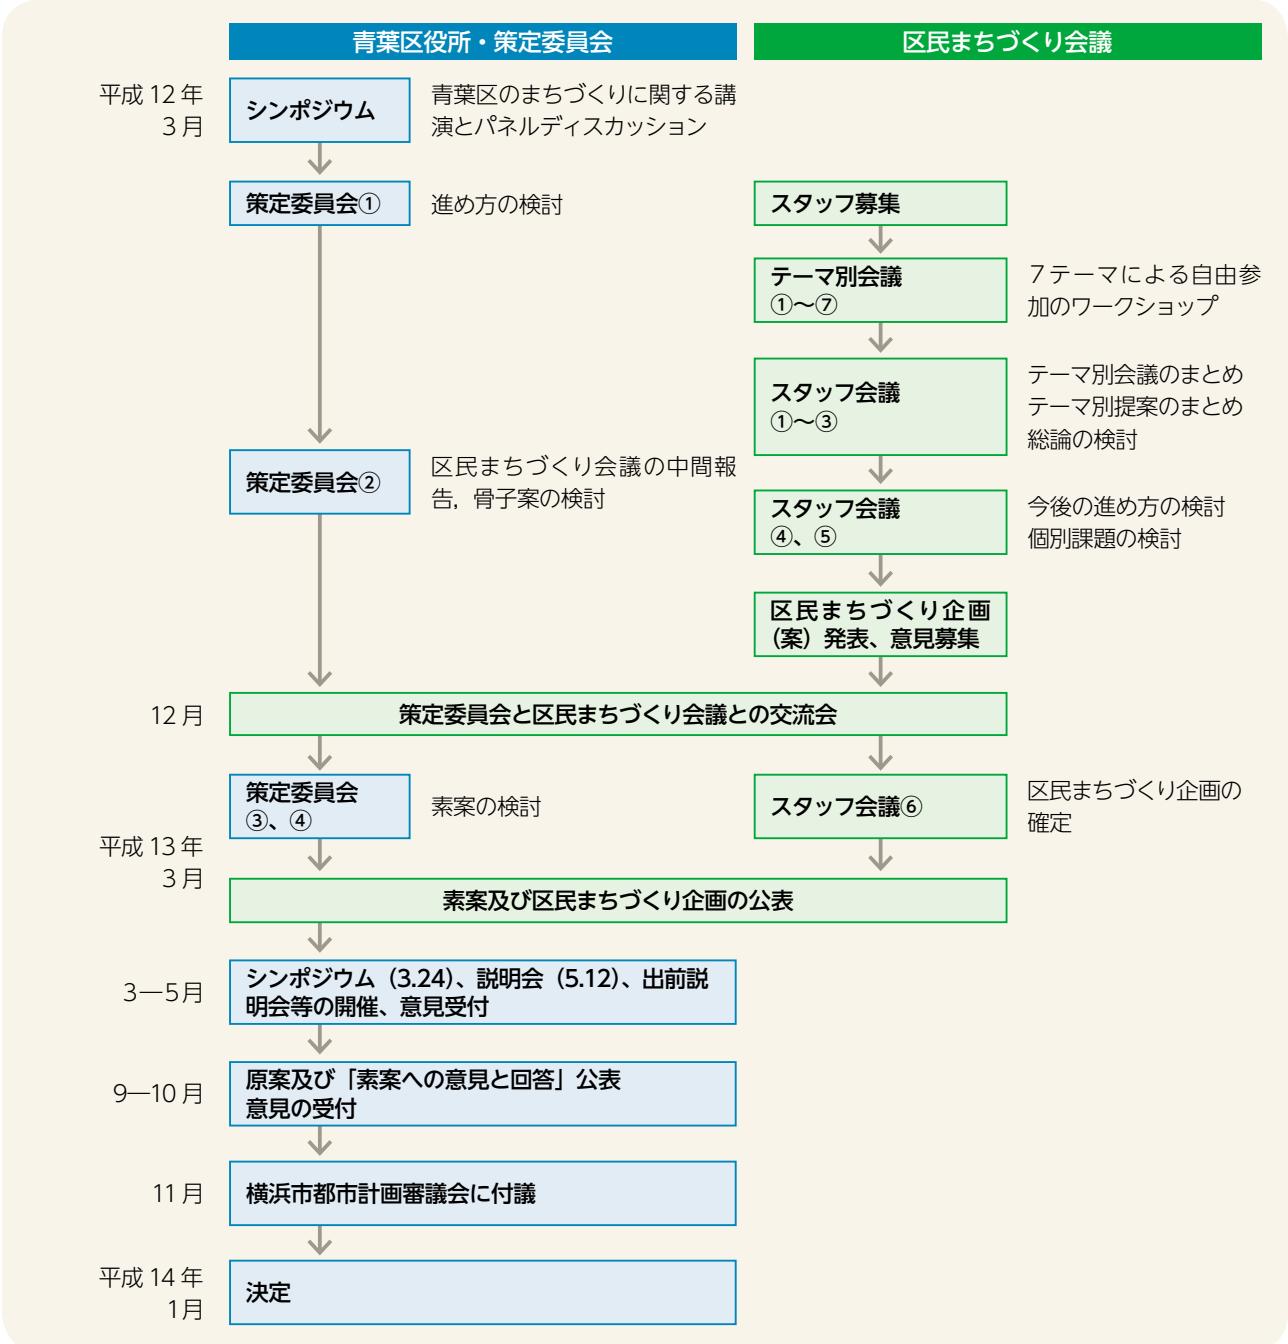 青葉区役所・策定委員会
区民まちづくり会議
平成 12 年
3 月
シンポジウム
青葉区のまちづくりに関する講
演とパネルディスカッション
策定委員会①
進め方の検討
スタッフ募集
テーマ別会議
①〜⑦
7テーマによる自由参
加のワークショップ
スタッフ会議
①〜③
テーマ別会議のまとめ
テーマ別提案のまとめ
総論の検討
策定委員会②
区民まちづくり会議の中間報
告，骨子案の検討
スタッフ会議
④、⑤
今後の進め方の検討
個別課題の検討
区民まちづくり企画
（案）発表、意見募集
12 月
策定委員会と区民まちづくり会議との交流会
策定委員会
③、④
素案の検討
スタッフ会議⑥
区民まちづくり企画の
確定
平成 13 年
3 月
素案及び区民まちづくり企画の公表
3—5月
シンポジウム（3.24）、説明会（5.12）、出前説
明会等の開催、意見受付
9—10 月
原案及び「素案への意見と回答」公表
意見の受付
11 月
横浜市都市計画審議会に付議
平成 14 年
1月
決定